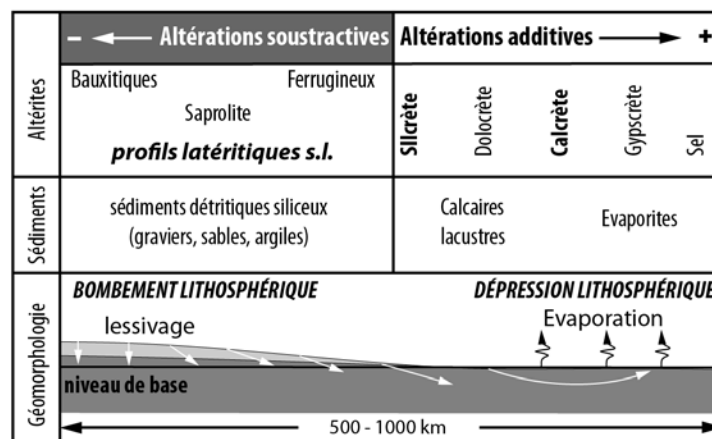 - Altérations soustractives
Altérations additives +
Altérites
Bauxitiques Ferrugineux
Saprolite
profils latéritiques s.l.
Silcrète
Dolocrète
Calcrète
Gypscrète
Sel
Sédiments
sédiments détritiques siliceux
(graviers, sables, argiles)
Calcaires
lacustres
Evaporites
Géomorphologie
BOMBEMENT LITHOSPHÉRIQUE
DÉPRESSION LITHOSPHÉRIQUE
lessivage
Evaporation
niveau de base
500 - 1000 km